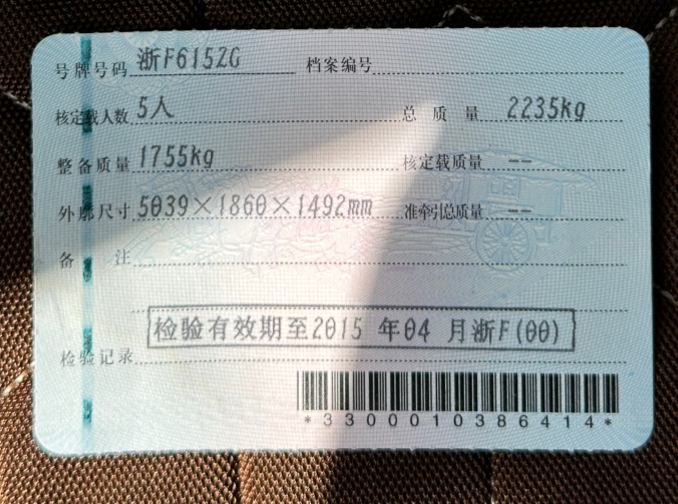 号牌号码 浙F6152G 档案编号
核定载人数 5人 总质量 2235kg
整备质量 1755kg 核定载质量 --
外廓尺寸 5039×1860×1492mm 准牵引总质量 --
备注
检验有效期至2015 年04 月浙F(00)
检验记录
*3300010386414*